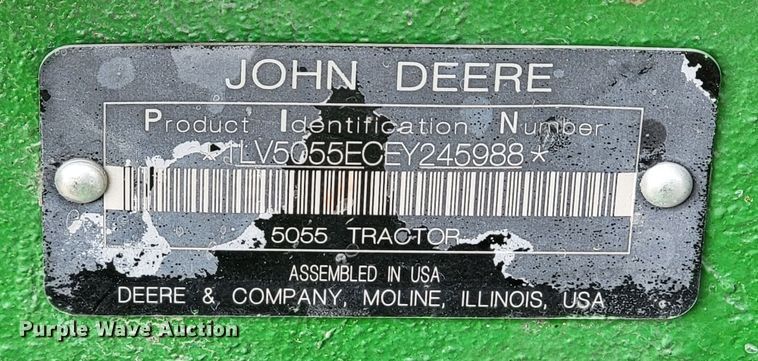 JOHN DEERE
Product Identification Number
*1LV5055ECEY245988*
5055 TRACTOR
ASSEMBLED IN USA
DEERE & COMPANY, MOLINE, ILLINOIS, USA
Purple Wave Auction